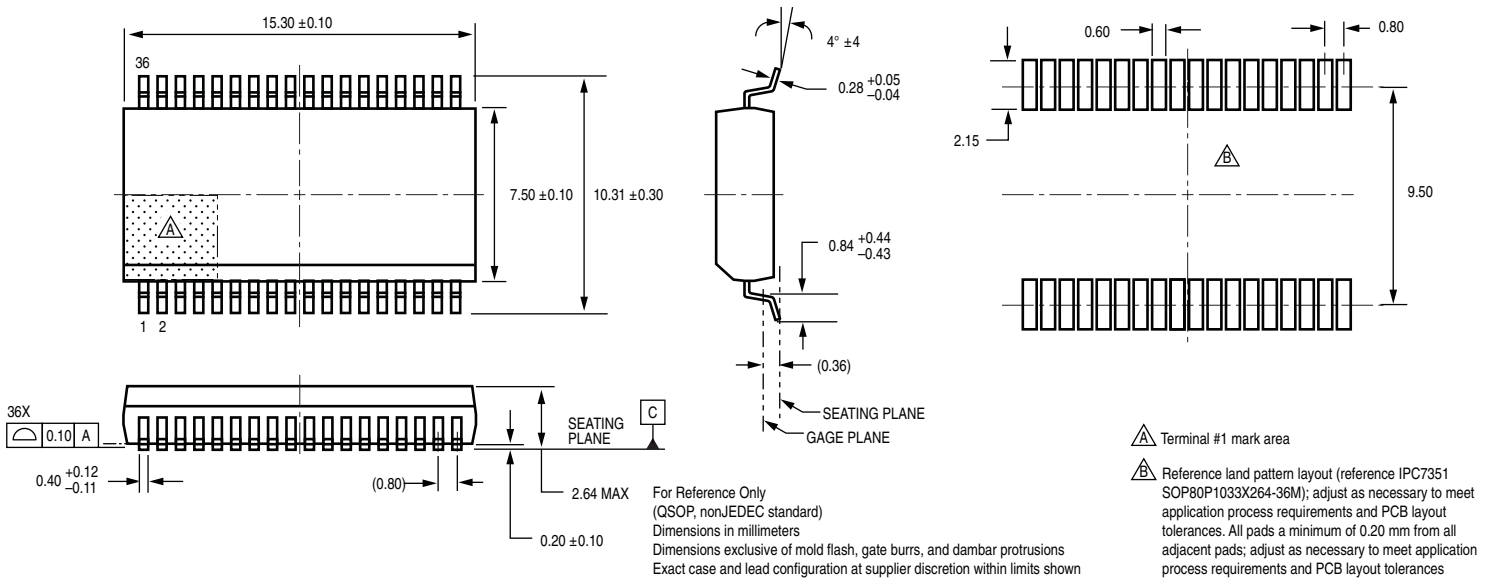 15.30 ±0.10
36
7.50 ±0.10
10.31 ±0.30
A
1 2
4° ±4
0.28 +0.05 –0.04
0.84 +0.44 –0.43
(0.36)
SEATING PLANE
GAGE PLANE
0.60
0.80
2.15
B
9.50
36X
0.10 A
0.40 +0.12 –0.11
(0.80)
SEATING
PLANE
C
2.64 MAX
0.20 ±0.10
For Reference Only
(QSOP, nonJEDEC standard)
Dimensions in millimeters
Dimensions exclusive of mold flash, gate burrs, and dambar protrusions
Exact case and lead configuration at supplier discretion within limits shown
A Terminal #1 mark area
B Reference land pattern layout (reference IPC7351
SOP80P1033X264-36M); adjust as necessary to meet
application process requirements and PCB layout
tolerances. All pads a minimum of 0.20 mm from all
adjacent pads; adjust as necessary to meet application
process requirements and PCB layout tolerances